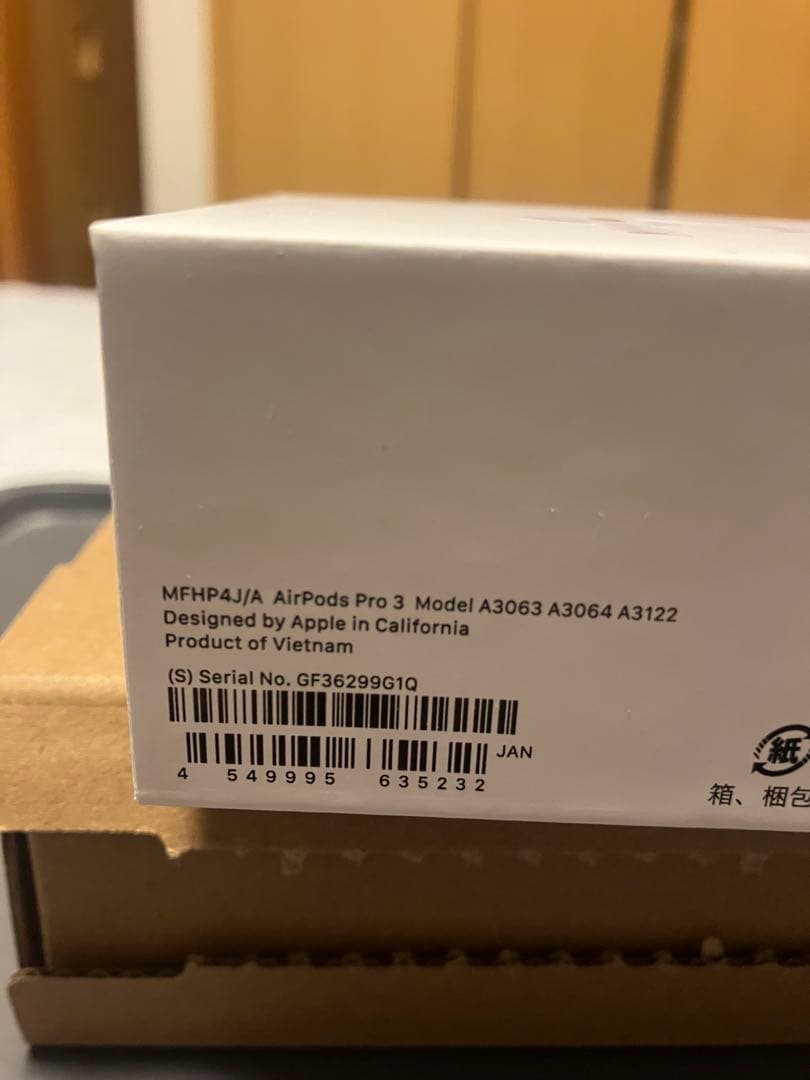 MFHP4J/A AirPods Pro 3 Model A3063 A3064 A3122
Designed by Apple in California
Product of Vietnam
(S) Serial No. GF36299G1Q
JAN
4 549995 635232
紙
箱、梱包